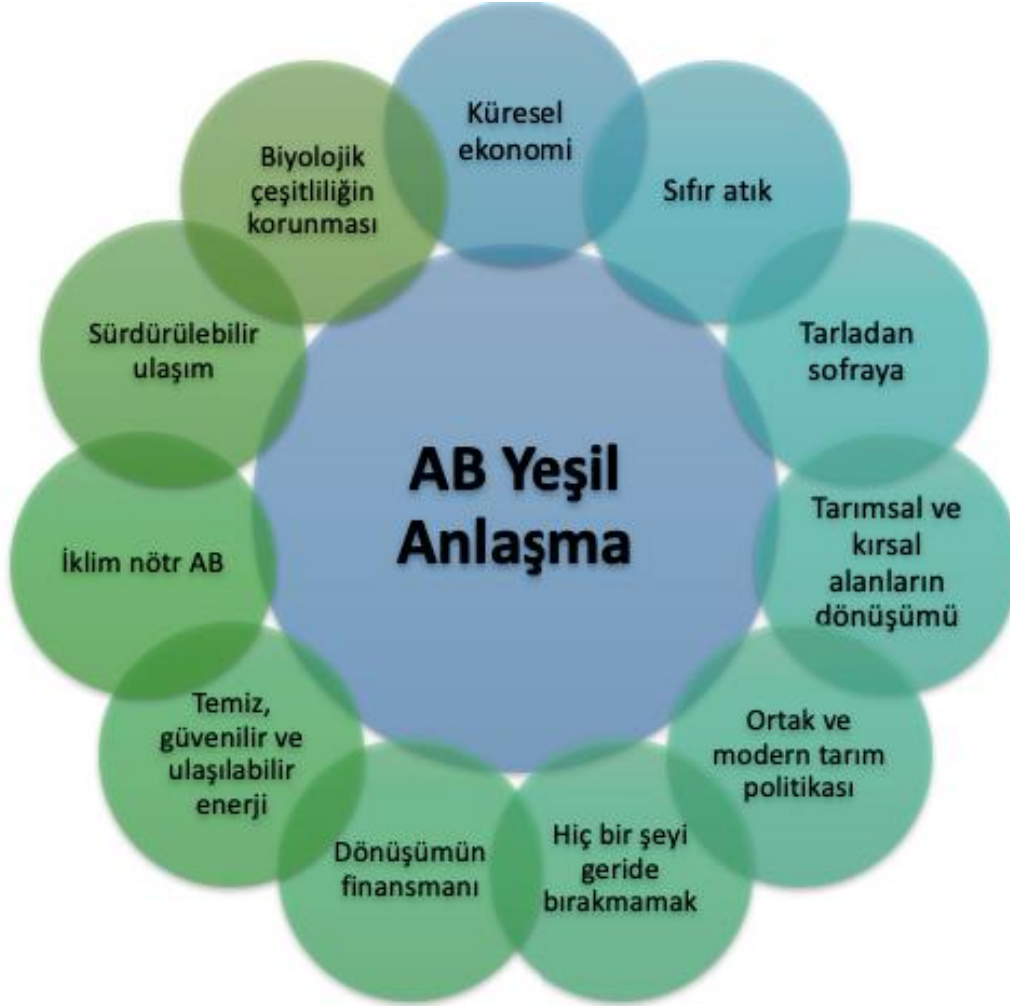 Küresel
ekonomi
Sıfır atık
Tarladan
sofraya
Tarımsal ve
kırsal
alanların
dönüşümü
Ortak ve
modern tarım
politikası
Hiç bir şeyi
geride
bırakmamak
Dönüşümün
finansmanı
Temiz,
güvenilir ve
ulaşılabilir
enerji
İklim nötr AB
Sürdürülebilir
ulaşım
Biyolojik
çeşitliliğin
korunması
AB Yeşil
Anlaşma